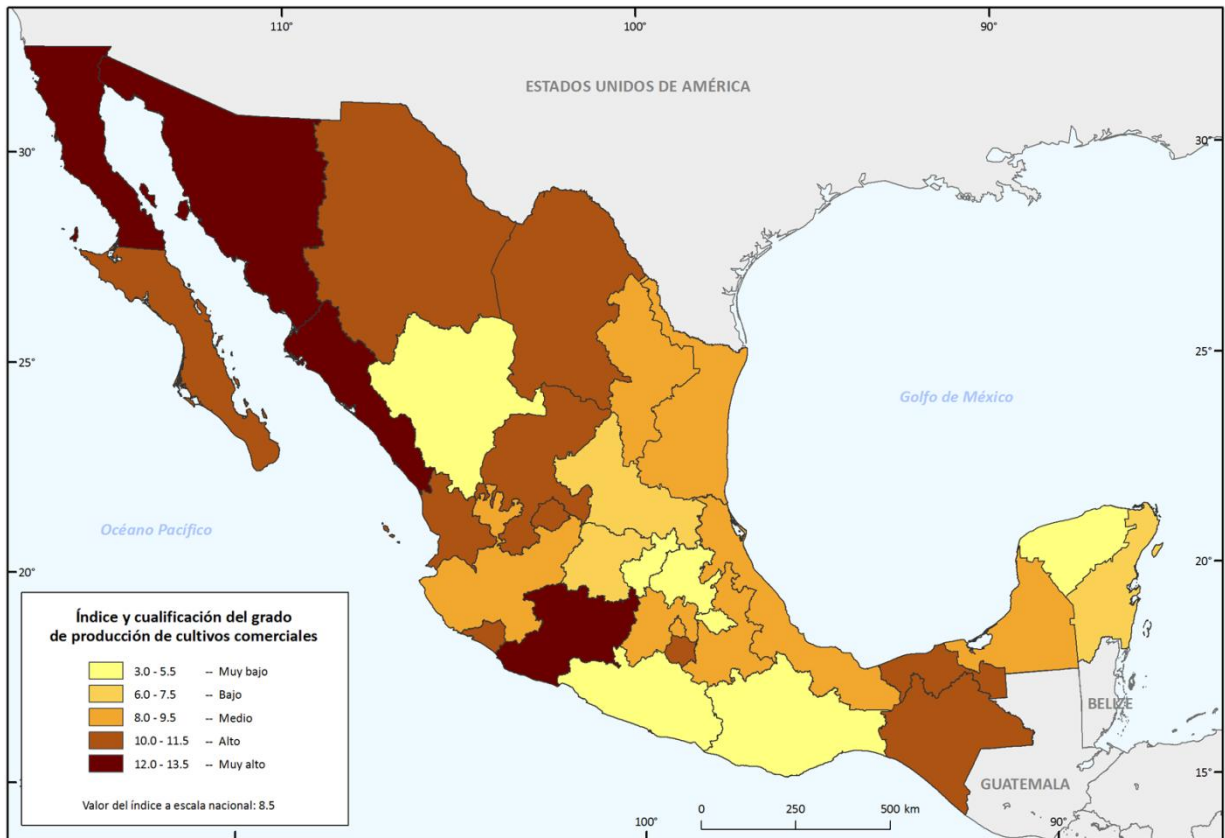 110°
100°
90°
ESTADOS UNIDOS DE AMÉRICA
30°
30°
25°
25°
Golfo de México
Océano Pacífico
20°
20°
Índice y cualificación del grado
de producción de cultivos comerciales
3.0 - 5.5 -- Muy bajo
6.0 - 7.5 -- Bajo
8.0 - 9.5 -- Medio
10.0 - 11.5 -- Alto
12.0 - 13.5 -- Muy alto
Valor del índice a escala nacional: 8.5
BELIZE
GUATEMALA
15°
0 250 500 km
100°
90°